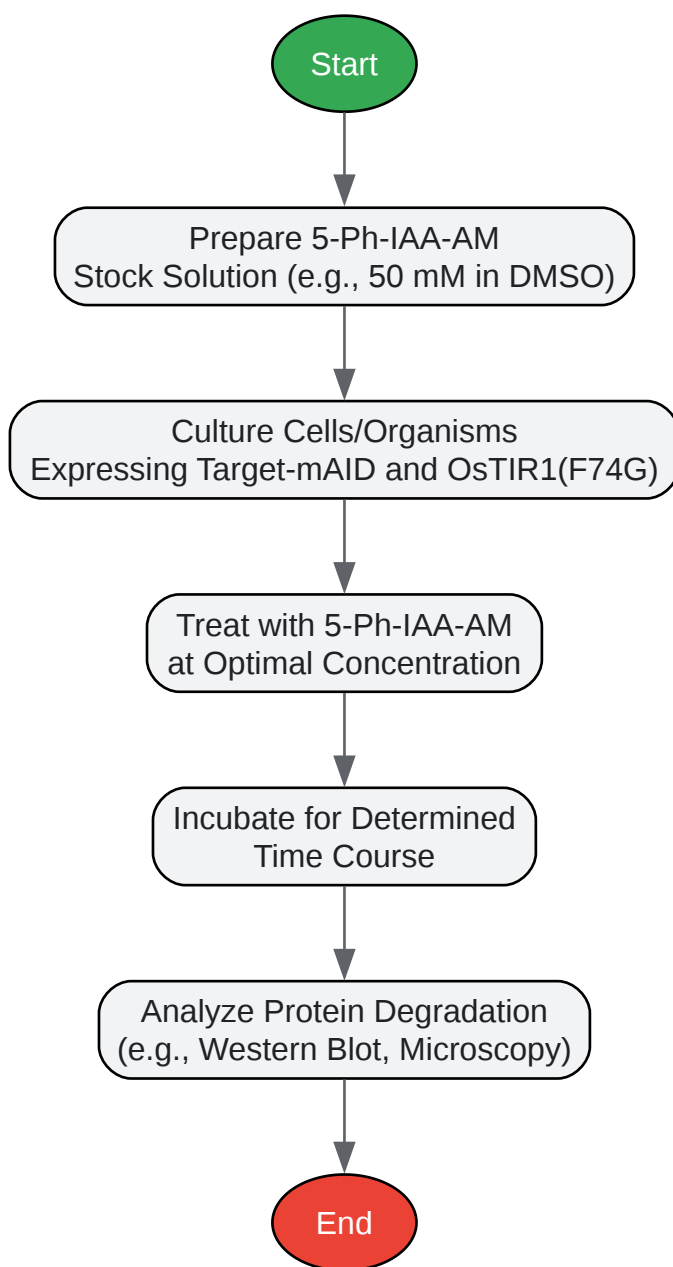 Start
Prepare 5-Ph-IAA-AM
Stock Solution (e.g., 50 mM in DMSO)
Culture Cells/Organisms
Expressing Target-mAID and OsTIR1(F74G)
Treat with 5-Ph-IAA-AM
at Optimal Concentration
Incubate for Determined
Time Course
Analyze Protein Degradation
(e.g., Western Blot, Microscopy)
End